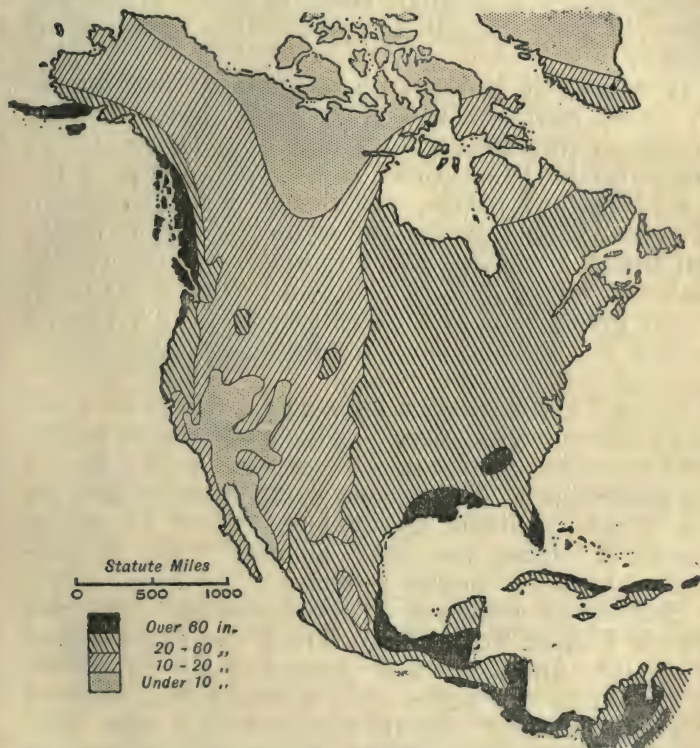 Statute Miles
0 500 1000
Over 60 in.
20 - 60 ,,
10 - 20 ,,
Under 10 ,,